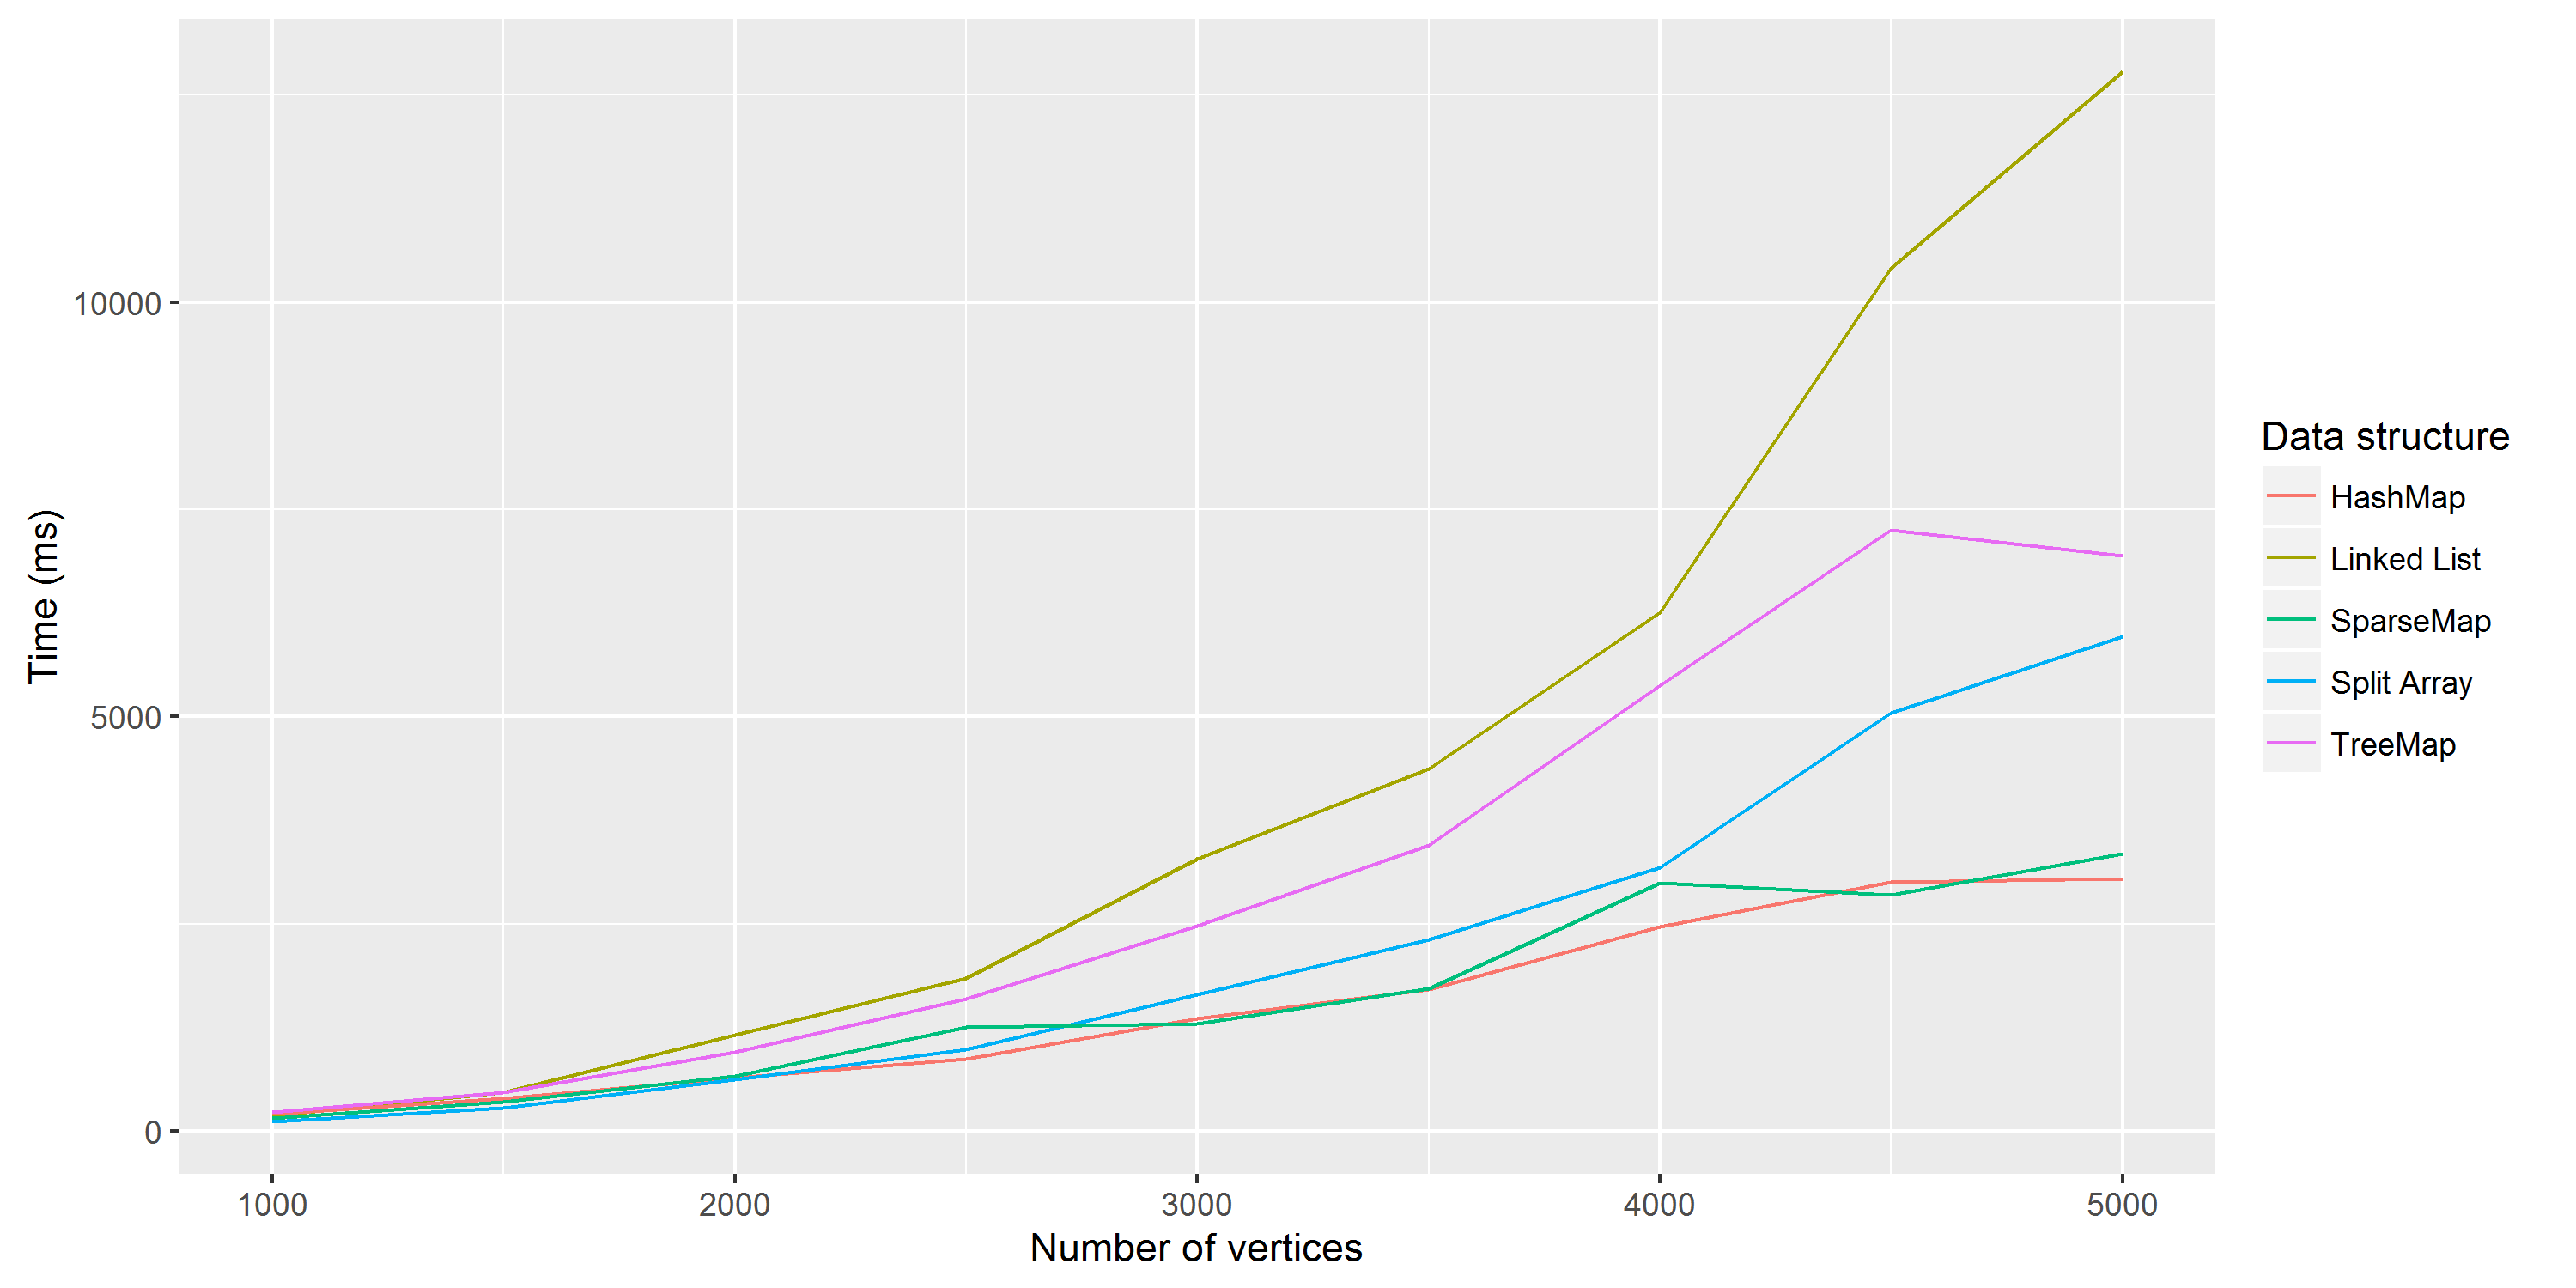 10000
5000
0
Time (ms)
1000 2000 3000 4000 5000
Number of vertices
Data structure
HashMap
Linked List
SparseMap
Split Array
TreeMap